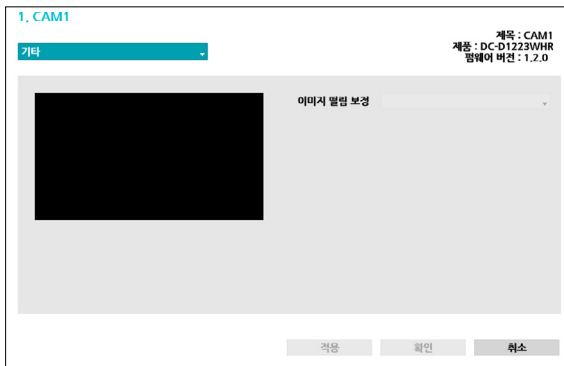 1. CAM1
제목 : CAM1
기타
제품 : DC-D1223WHR
펌웨어 버전 : 1.2.0
이미지 떨림 보정
적용
확인
취소